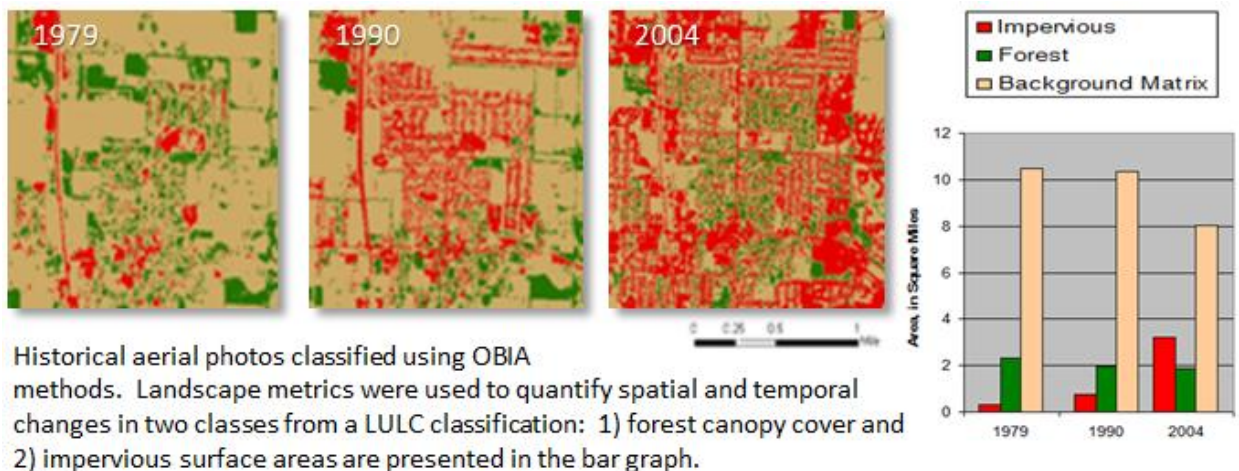 1979
1990
2004
Impervious
Forest
Background Matrix
Area, in Square Miles
12
10
8
6
4
2
0
1979 1990 2004
0 0.25 0.5 1
Mile
Historical aerial photos classified using OBIA
methods. Landscape metrics were used to quantify spatial and temporal
changes in two classes from a LULC classification: 1) forest canopy cover and
2) impervious surface areas are presented in the bar graph.